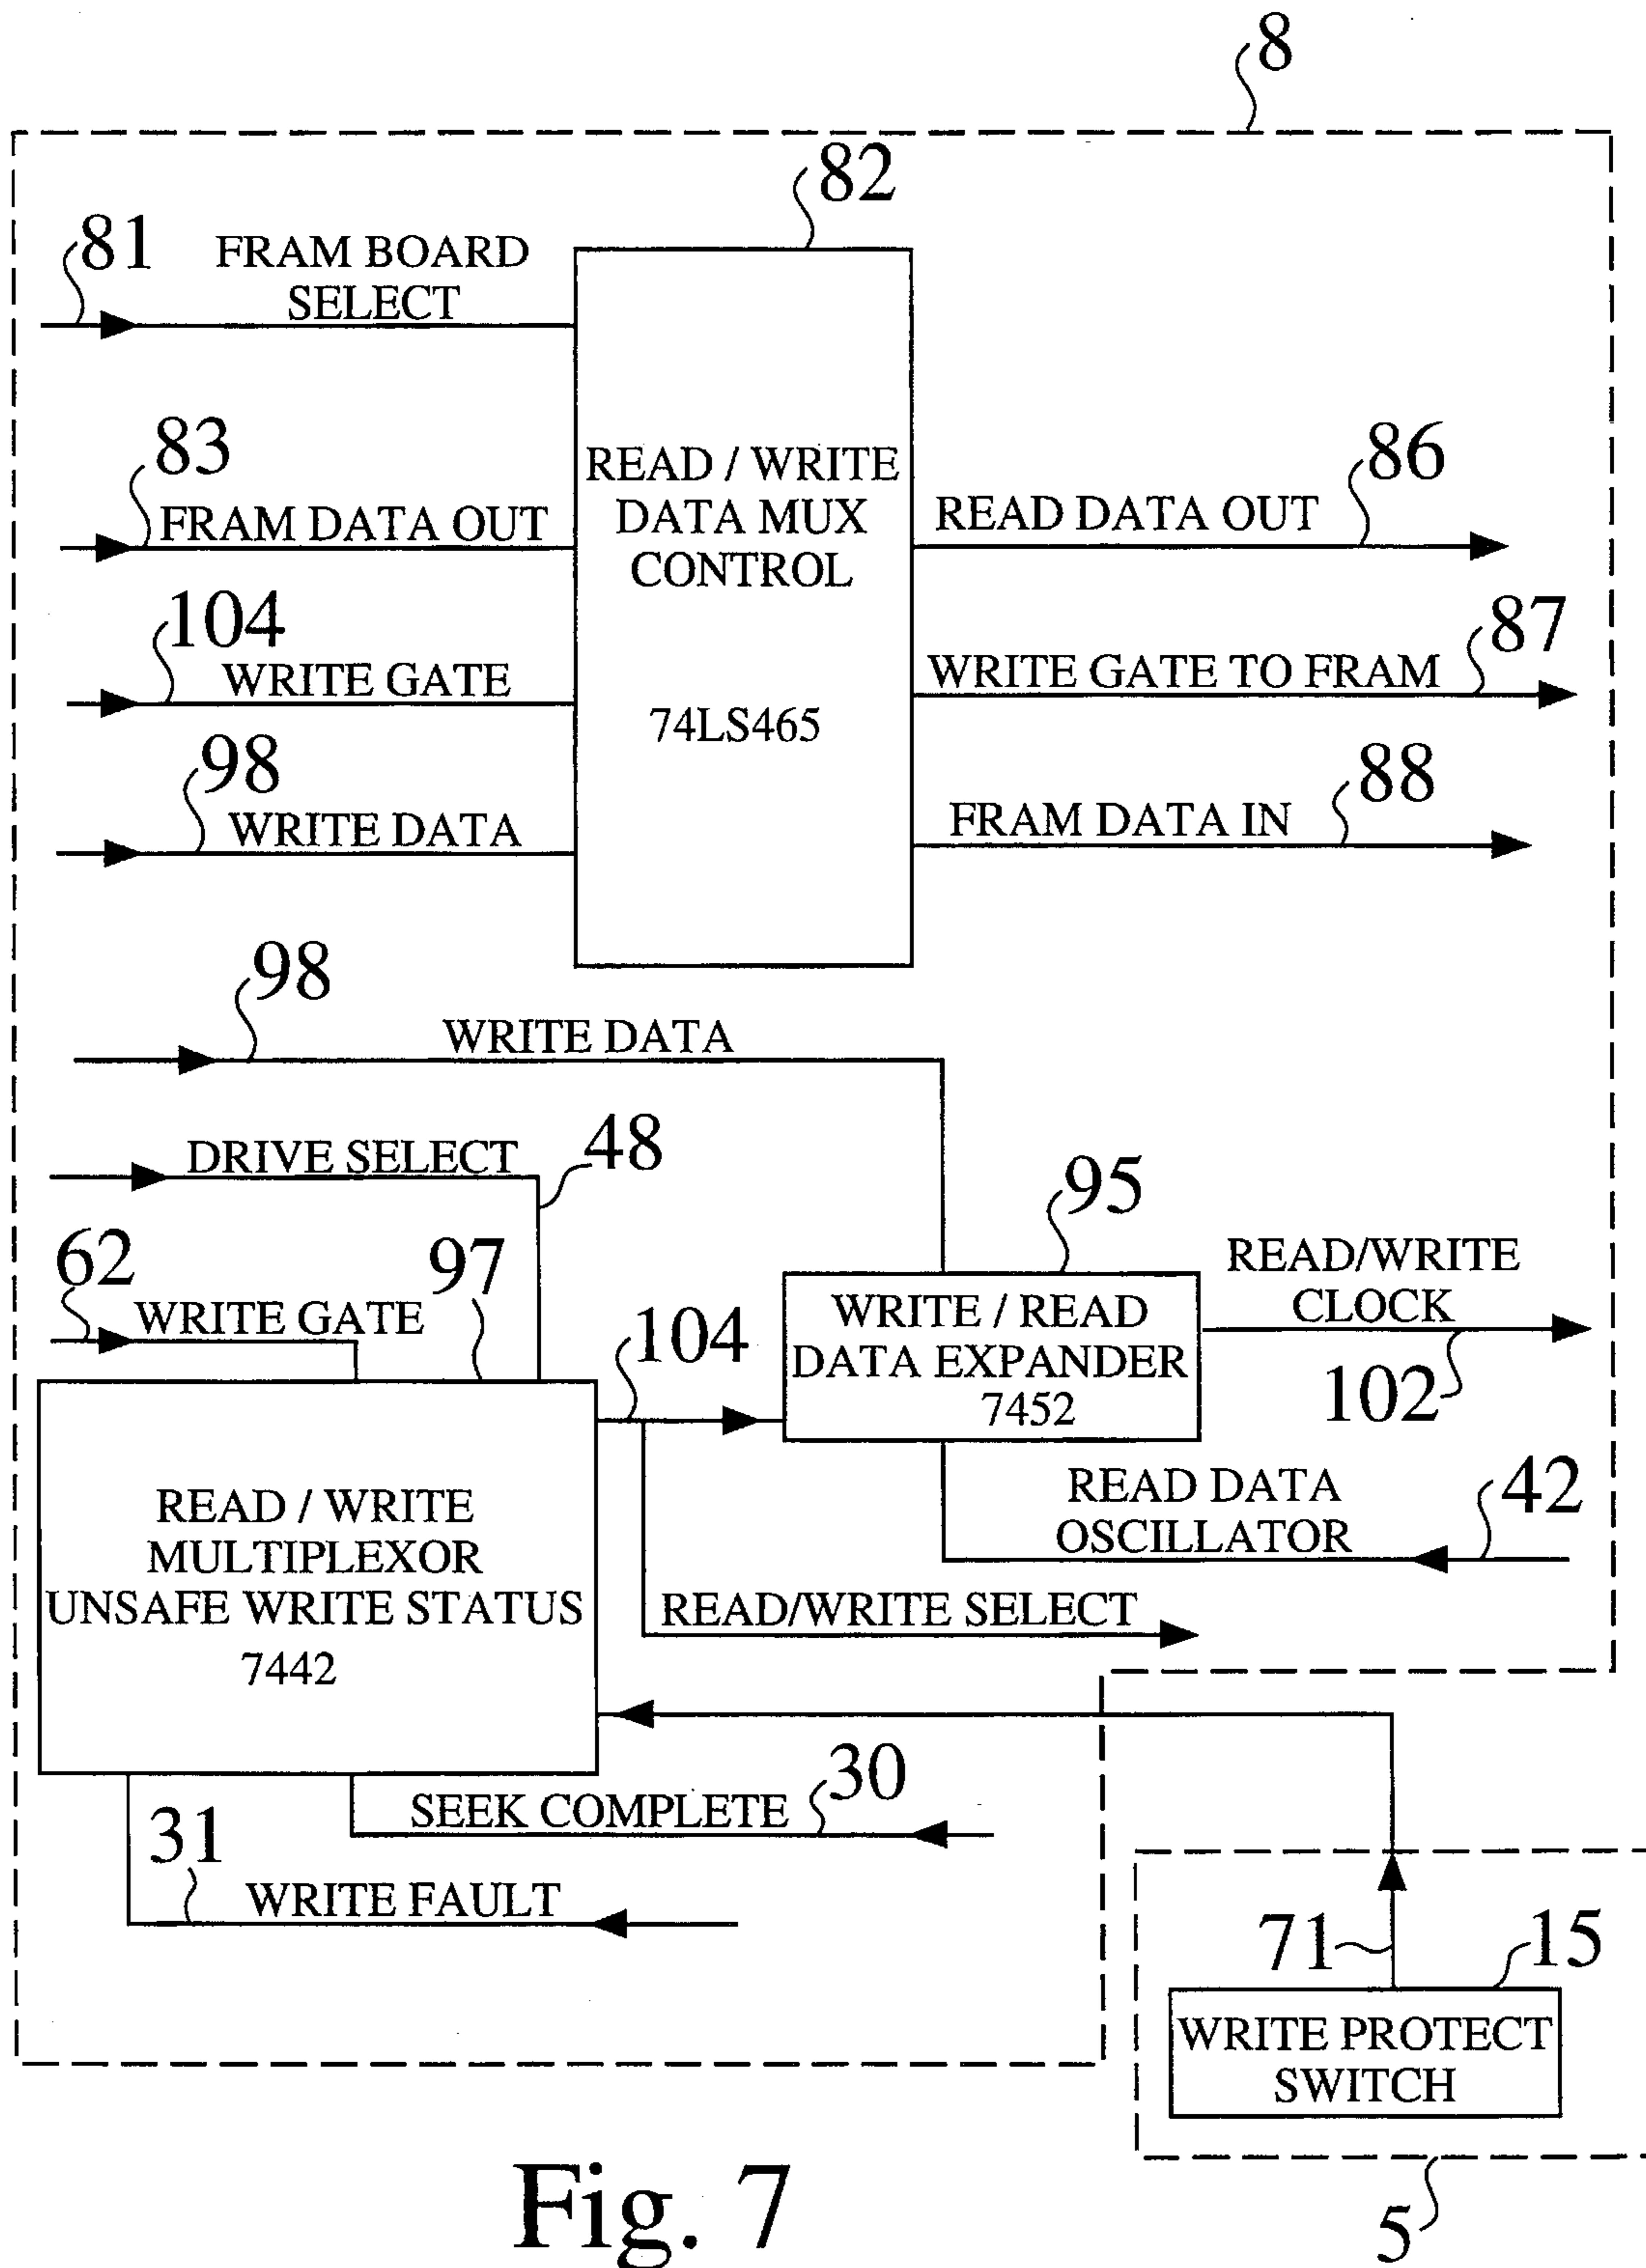 8
82
81
FRAM BOARD
SELECT
83
FRAM DATA OUT
104
WRITE GATE
98
WRITE DATA
READ / WRITE
DATA MUX
CONTROL
74LS465
86
READ DATA OUT
87
WRITE GATE TO FRAM
88
FRAM DATA IN
98
WRITE DATA
DRIVE SELECT
48
62
WRITE GATE
97
104
95
WRITE / READ
DATA EXPANDER
7452
READ/WRITE
CLOCK
102
READ DATA
OSCILLATOR
42
READ / WRITE
MULTIPLEXOR
UNSAFE WRITE STATUS
7442
READ/WRITE SELECT
SEEK COMPLETE
30
31
WRITE FAULT
71
15
WRITE PROTECT
SWITCH
5
Fig. 7